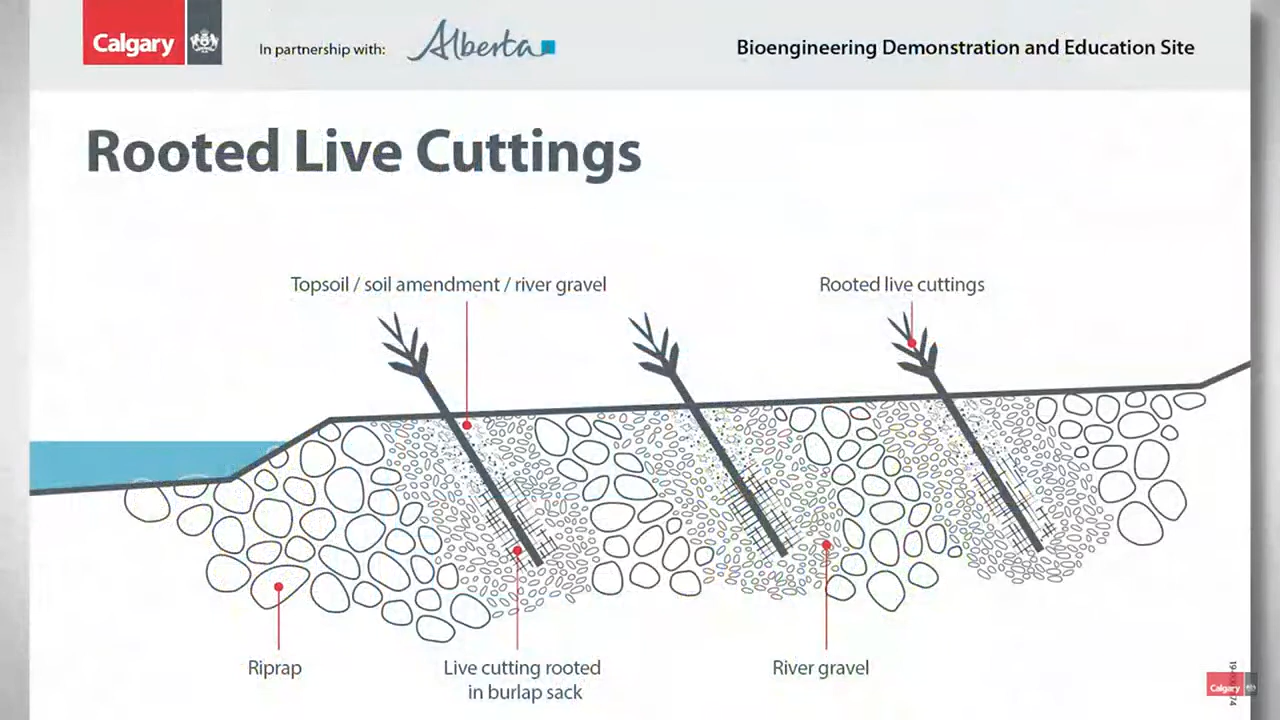 Calgary
In partnership with:
Alberta
Bioengineering Demonstration and Education Site
Rooted Live Cuttings
Topsoil / soil amendment / river gravel
Rooted live cuttings
Riprap
Live cutting rooted
in burlap sack
River gravel
Calgary